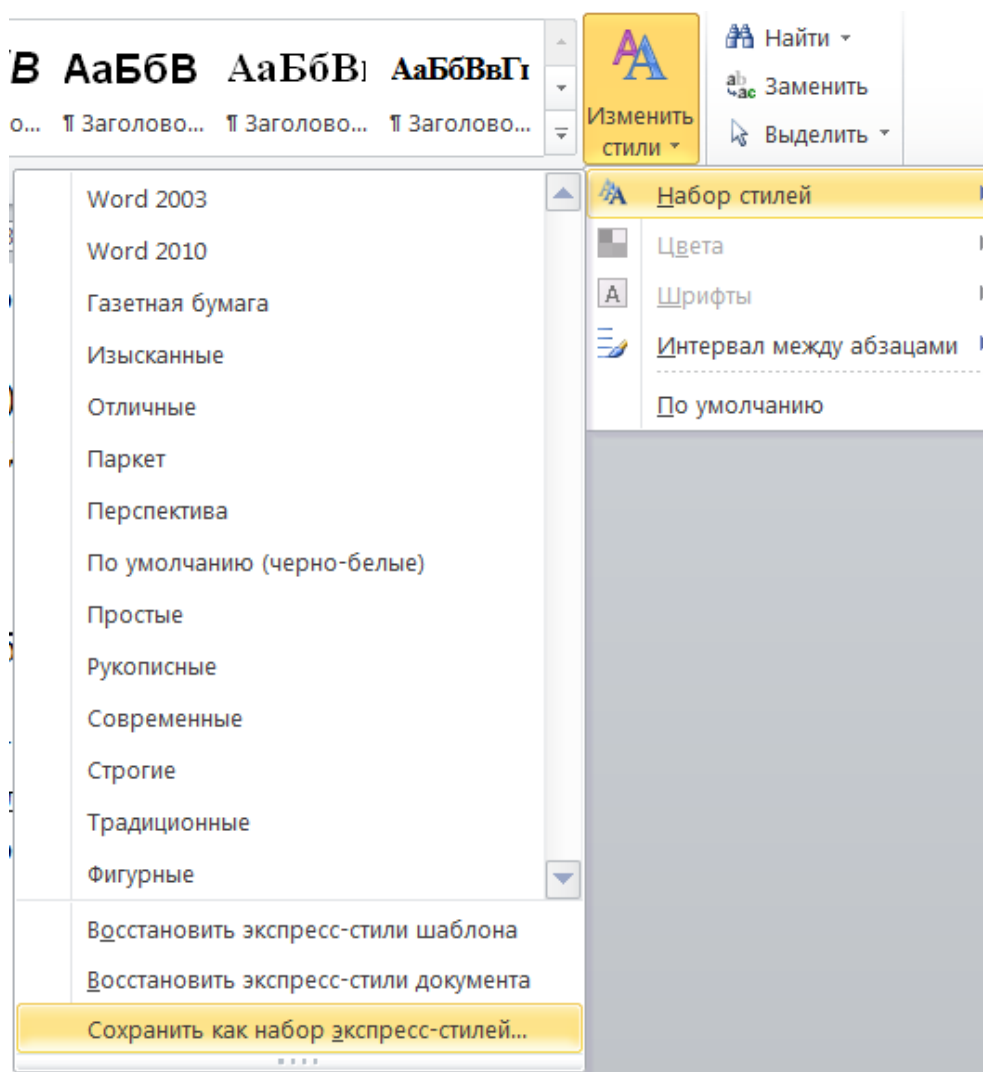 В АаБбВ АаБбВ АаБбВвГг
¶ Заголово... ¶ Заголово... ¶ Заголово...
Изменить
стили
Найти
Заменить
Выделить
Набор стилей
Цвета
Шрифты
Интервал между абзацами
По умолчанию
Word 2003
Word 2010
Газетная бумага
Изысканные
Отличные
Паркет
Перспектива
По умолчанию (черно-белые)
Простые
Рукописные
Современные
Строгие
Традиционные
Фигурные
Восстановить экспресс-стили шаблона
Восстановить экспресс-стили документа
Сохранить как набор экспресс-стилей...